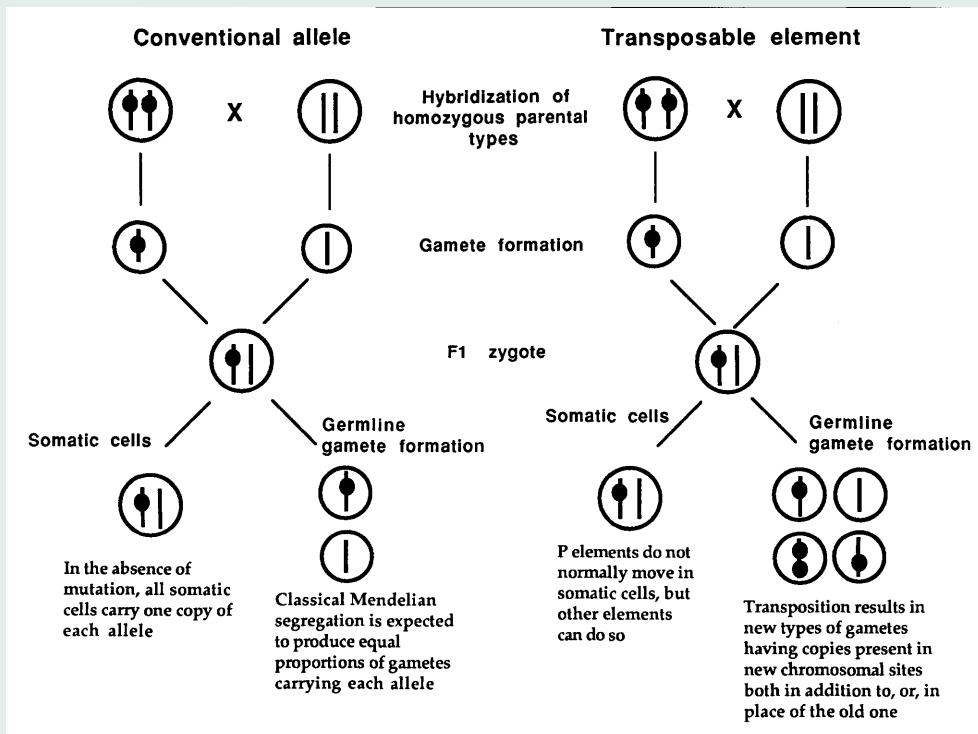 Conventional allele
Transposable element
X
Hybridization of
homozygous parental
types
X
Gamete formation
F1 zygote
Somatic cells
Germline
gamete formation
Somatic cells
Germline
gamete formation
In the absence of
mutation, all somatic
cells carry one copy of
each allele
Classical Mendelian
segregation is expected
to produce equal
proportions of gametes
carrying each allele
P elements do not
normally move in
somatic cells, but
other elements
can do so
Transposition results in
new types of gametes
having copies present in
new chromosomal sites
both in addition to, or, in
place of the old one